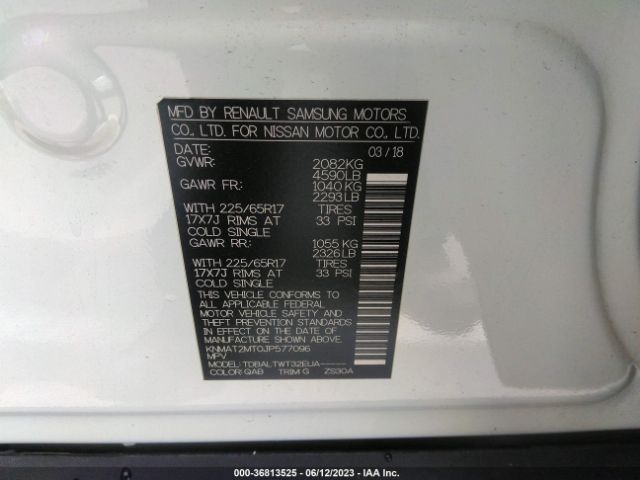 MFD BY RENAULT SAMSUNG MOTORS
CO., LTD. FOR NISSAN MOTOR CO., LTD.
DATE: 03/18
GVWR: 2082KG
4590LB
GAWR FR: 1040 KG
2293 LB
WITH 225/65R17 TIRES
17X7J RIMS AT 33 PSI
COLD SINGLE
GAWR RR: 1055 KG
2326 LB
WITH 225/65R17 TIRES
17X7J RIMS AT 33 PSI
COLD SINGLE
THIS VEHICLE CONFORMS TO
ALL APPLICABLE FEDERAL
MOTOR VEHICLE SAFETY AND
THEFT PREVENTION STANDARDS
IN EFFECT ON THE DATE OF
MANUFACTURE SHOWN ABOVE.
KNMAT2MT0JP577096
MPV
MODEL: TDBALTWT32EUA-----
COLOR: QAB TRIM G ZS30A
000-36813525 - 06/12/2023 - IAA Inc.